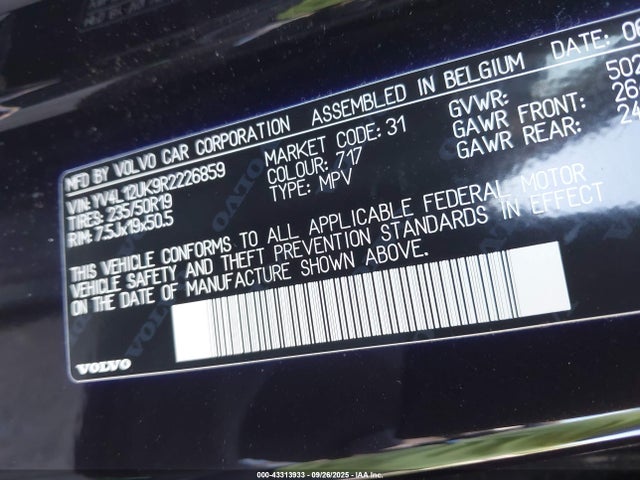 MFD BY VOLVO CAR CORPORATION ASSEMBLED IN BELGIUM DATE: 06
VIN: YV4L12UK9R2226859 MARKET CODE: 31 GVWR: 502
TIRES: 235/50R19 COLOUR: 717 GAWR FRONT: 264
RIM: 7.5Jx19x50.5 TYPE: MPV GAWR REAR: 24
THIS VEHICLE CONFORMS TO ALL APPLICABLE FEDERAL MOTOR
VEHICLE SAFETY AND THEFT PREVENTION STANDARDS IN EFFECT
ON THE DATE OF MANUFACTURE SHOWN ABOVE.
VOLVO
000-43313933 - 09/26/2025 - IAA Inc.